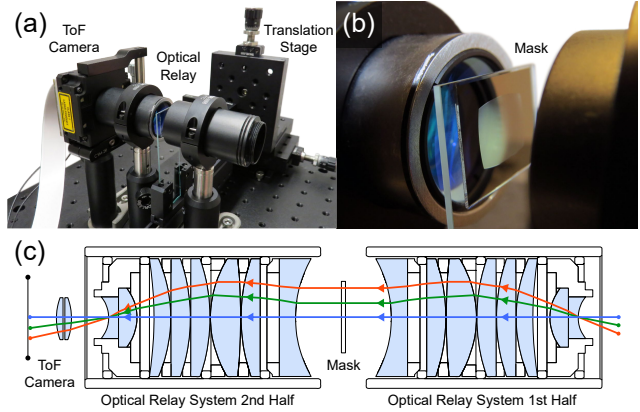 (a)
ToF
Camera
Optical
Relay
Translation
Stage
(b)
Mask
(c)
ToF
Camera
Mask
Optical Relay System 2nd Half
Optical Relay System 1st Half